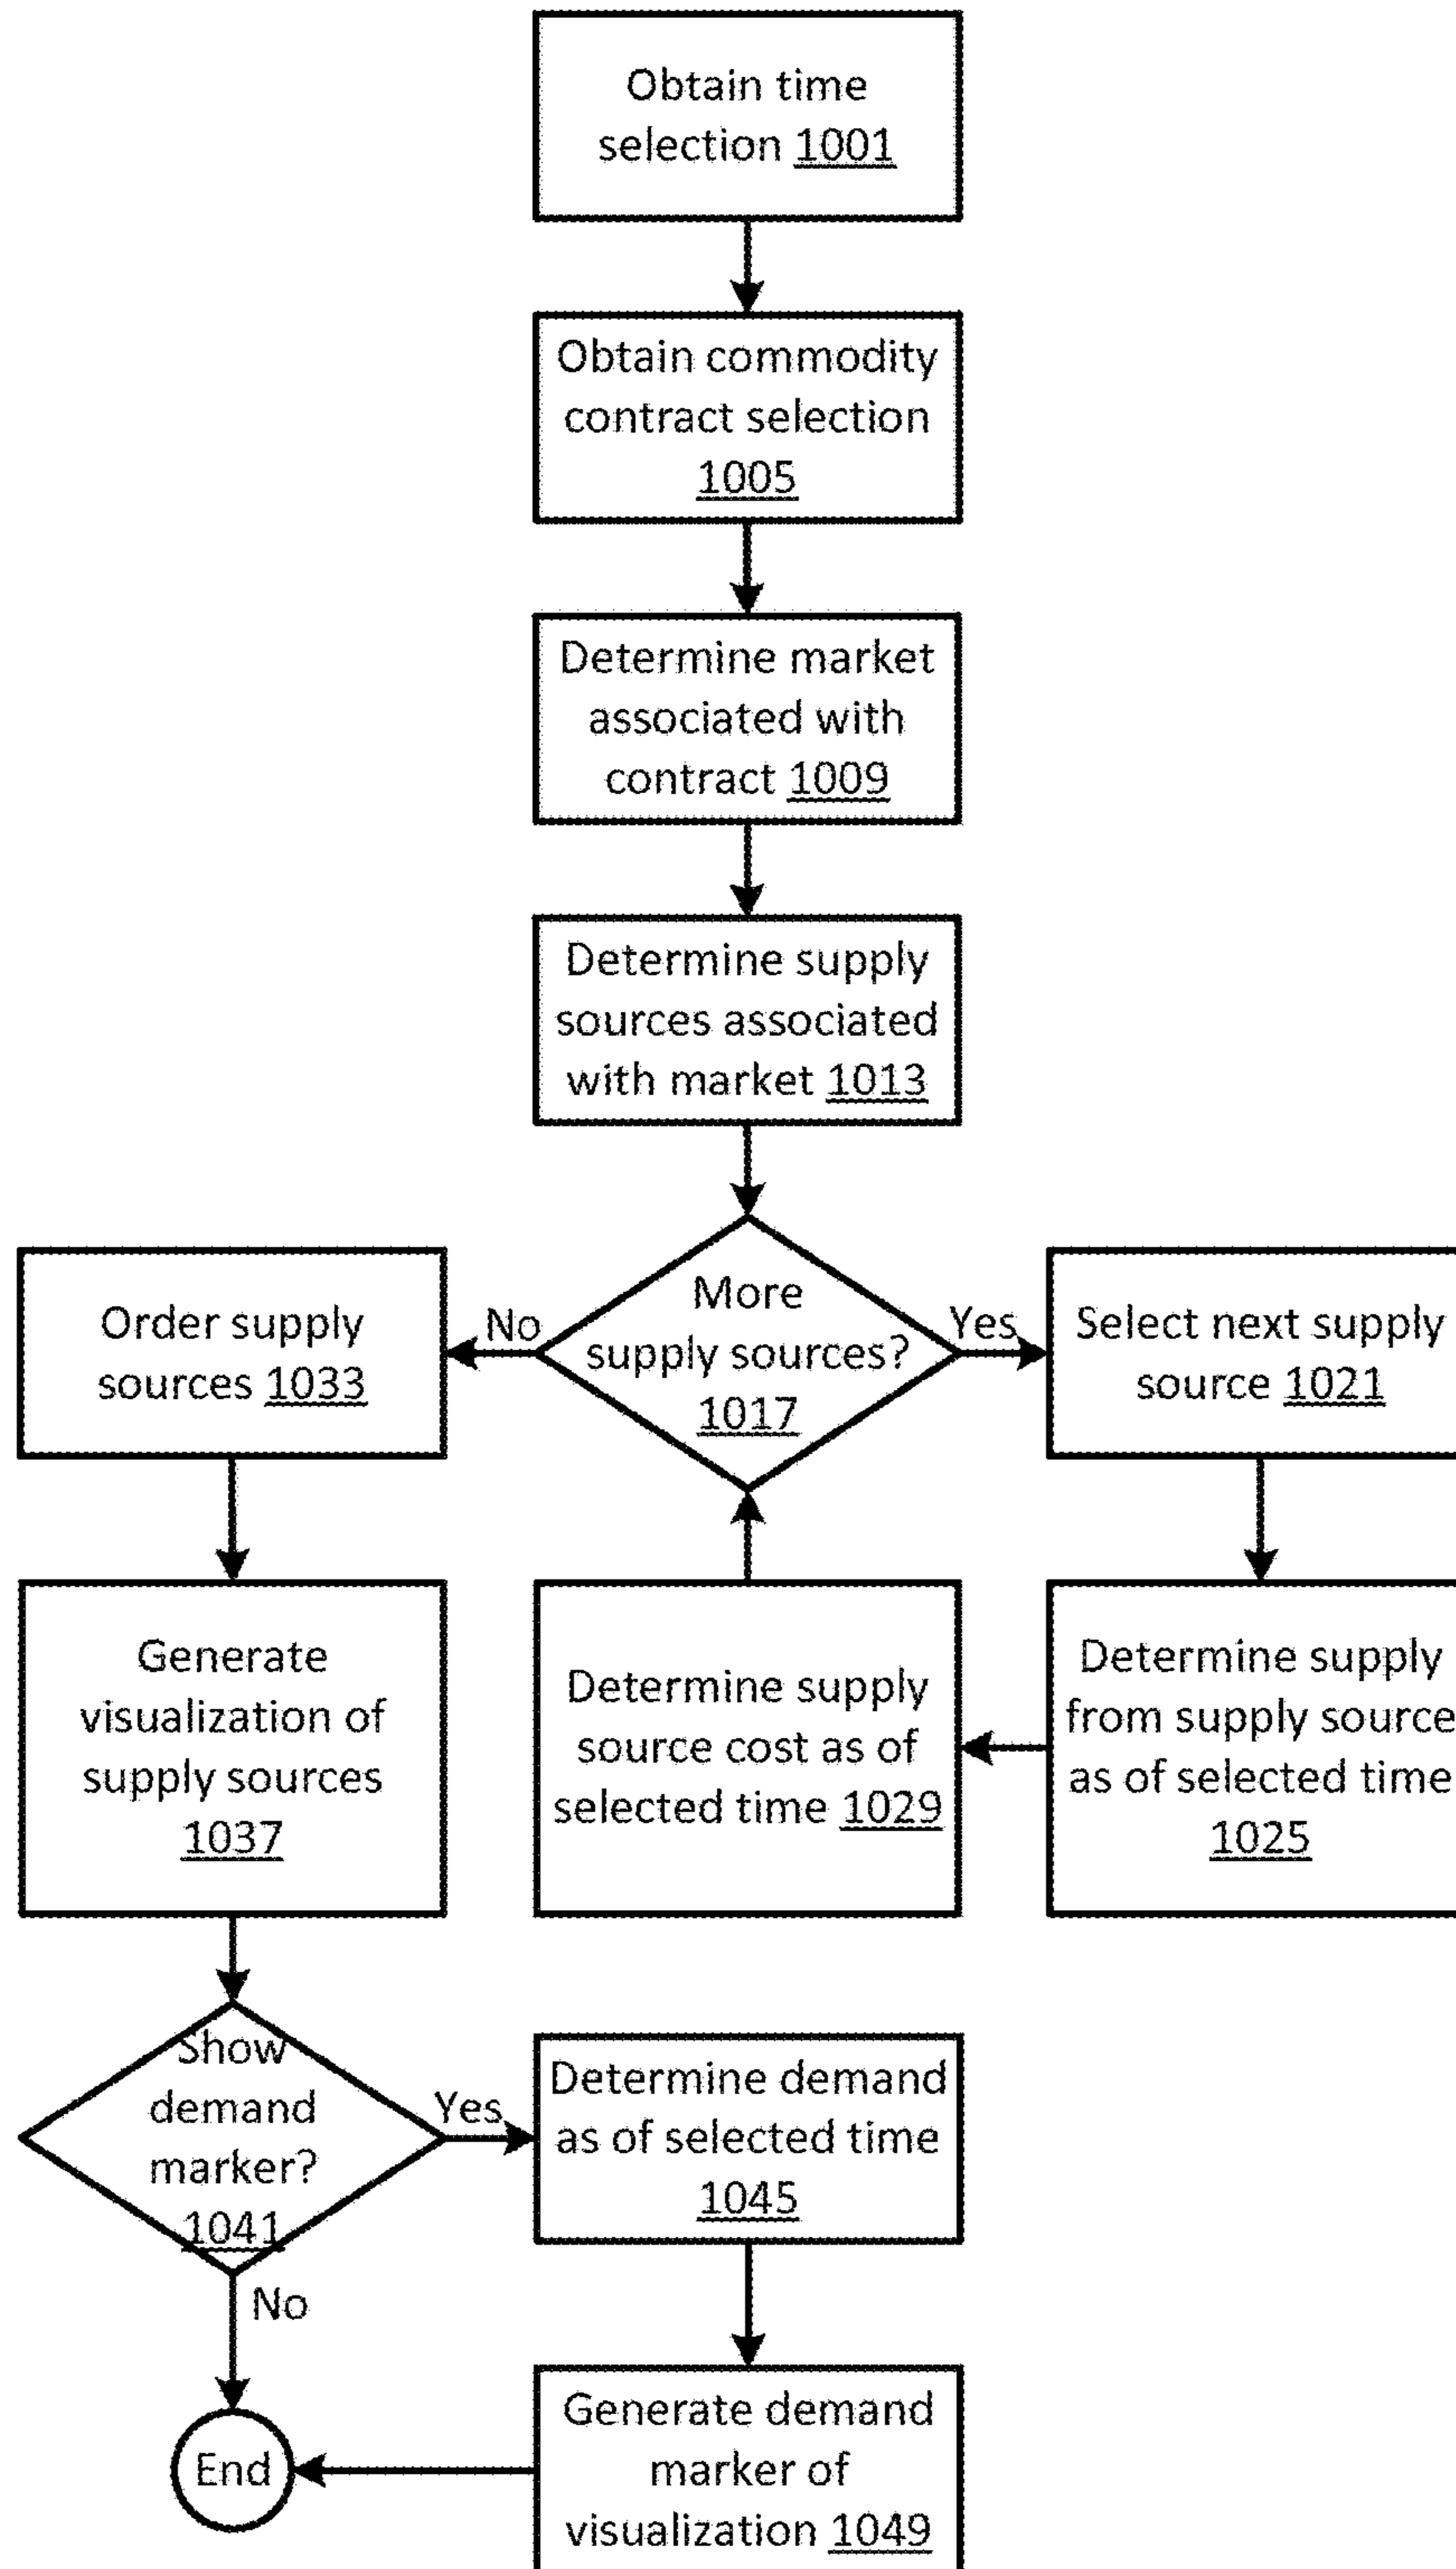 Obtain time
selection 1001
Obtain commodity
contract selection
1005
Determine market
associated with
contract 1009
Determine supply
sources associated
with market 1013
More
supply sources?
1017
No
Yes
Order supply
sources 1033
Select next supply
source 1021
Generate
visualization of
supply sources
1037
Determine supply
source cost as of
selected time 1029
Determine supply
from supply source
as of selected time
1025
Show
demand
marker?
1041
Yes
No
Determine demand
as of selected time
1045
Generate demand
marker of
visualization 1049
End